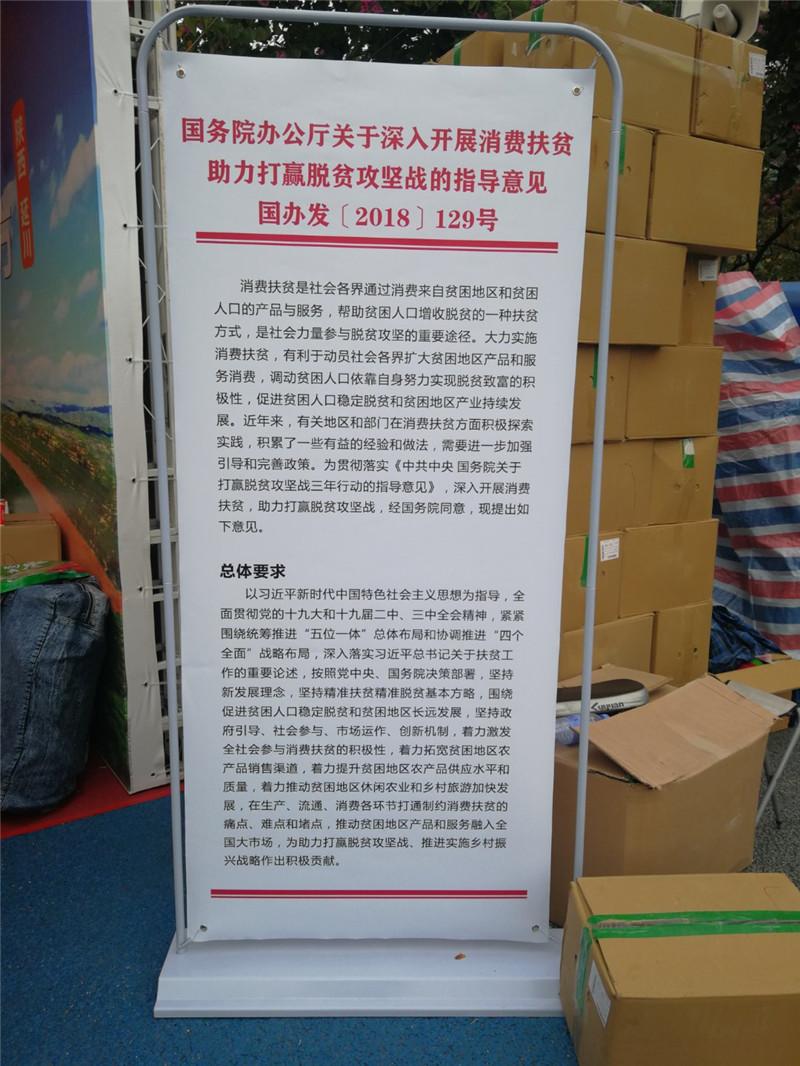 国务院办公厅关于深入开展消费扶贫
助力打赢脱贫攻坚战的指导意见
国办发〔2018〕129号
消费扶贫是社会各界通过消费来自贫困地区和贫困
人口的产品与服务，帮助贫困人口增收脱贫的一种扶贫
方式，是社会力量参与脱贫攻坚的重要途径。大力实施
消费扶贫，有利于动员社会各界扩大贫困地区产品和服
务消费，调动贫困人口依靠自身努力实现脱贫致富的积
极性，促进贫困人口稳定脱贫和贫困地区产业持续发
展。近年来，有关地区和部门在消费扶贫方面积极探索
实践，积累了一些有益的经验和做法，需要进一步加强
引导和完善政策。为贯彻落实《中共中央 国务院关于
打赢脱贫攻坚战三年行动的指导意见》，深入开展消费
扶贫，助力打赢脱贫攻坚战，经国务院同意，现提出如
下意见。
总体要求
以习近平新时代中国特色社会主义思想为指导，全
面贯彻党的十九大和十九届二中、三中全会精神，紧紧
围绕统筹推进“五位一体”总体布局和协调推进“四个
全面”战略布局，深入落实习近平总书记关于扶贫工
作的重要论述，按照党中央、国务院决策部署，坚持
新发展理念，坚持精准扶贫精准脱贫基本方略，围绕
促进贫困人口稳定脱贫和贫困地区长远发展，坚持政
府引导、社会参与、市场运作、创新机制，着力激发
全社会参与消费扶贫的积极性，着力拓宽贫困地区农
产品销售渠道，着力提升贫困地区农产品供应水平和
质量，着力推动贫困地区休闲农业和乡村旅游加快发
展，在生产、流通、消费各环节打通制约消费扶贫的
痛点、难点和堵点，推动贫困地区产品和服务融入全
国大市场，为助力打赢脱贫攻坚战、推进实施乡村振
兴战略作出积极贡献。
陕西 延川